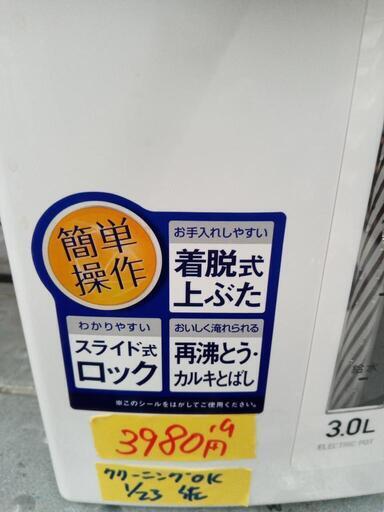 簡単
操作
お手入れしやすい
着脱式
上ぶた
わかりやすい
スライド式
ロック
おいしく淹れられる
再沸とう・
カルキとばし
※このシールをはがしてご使用ください。
給水
3.0L
ELECTRIC POT
'19
3980円
クリーニングOK
1/23